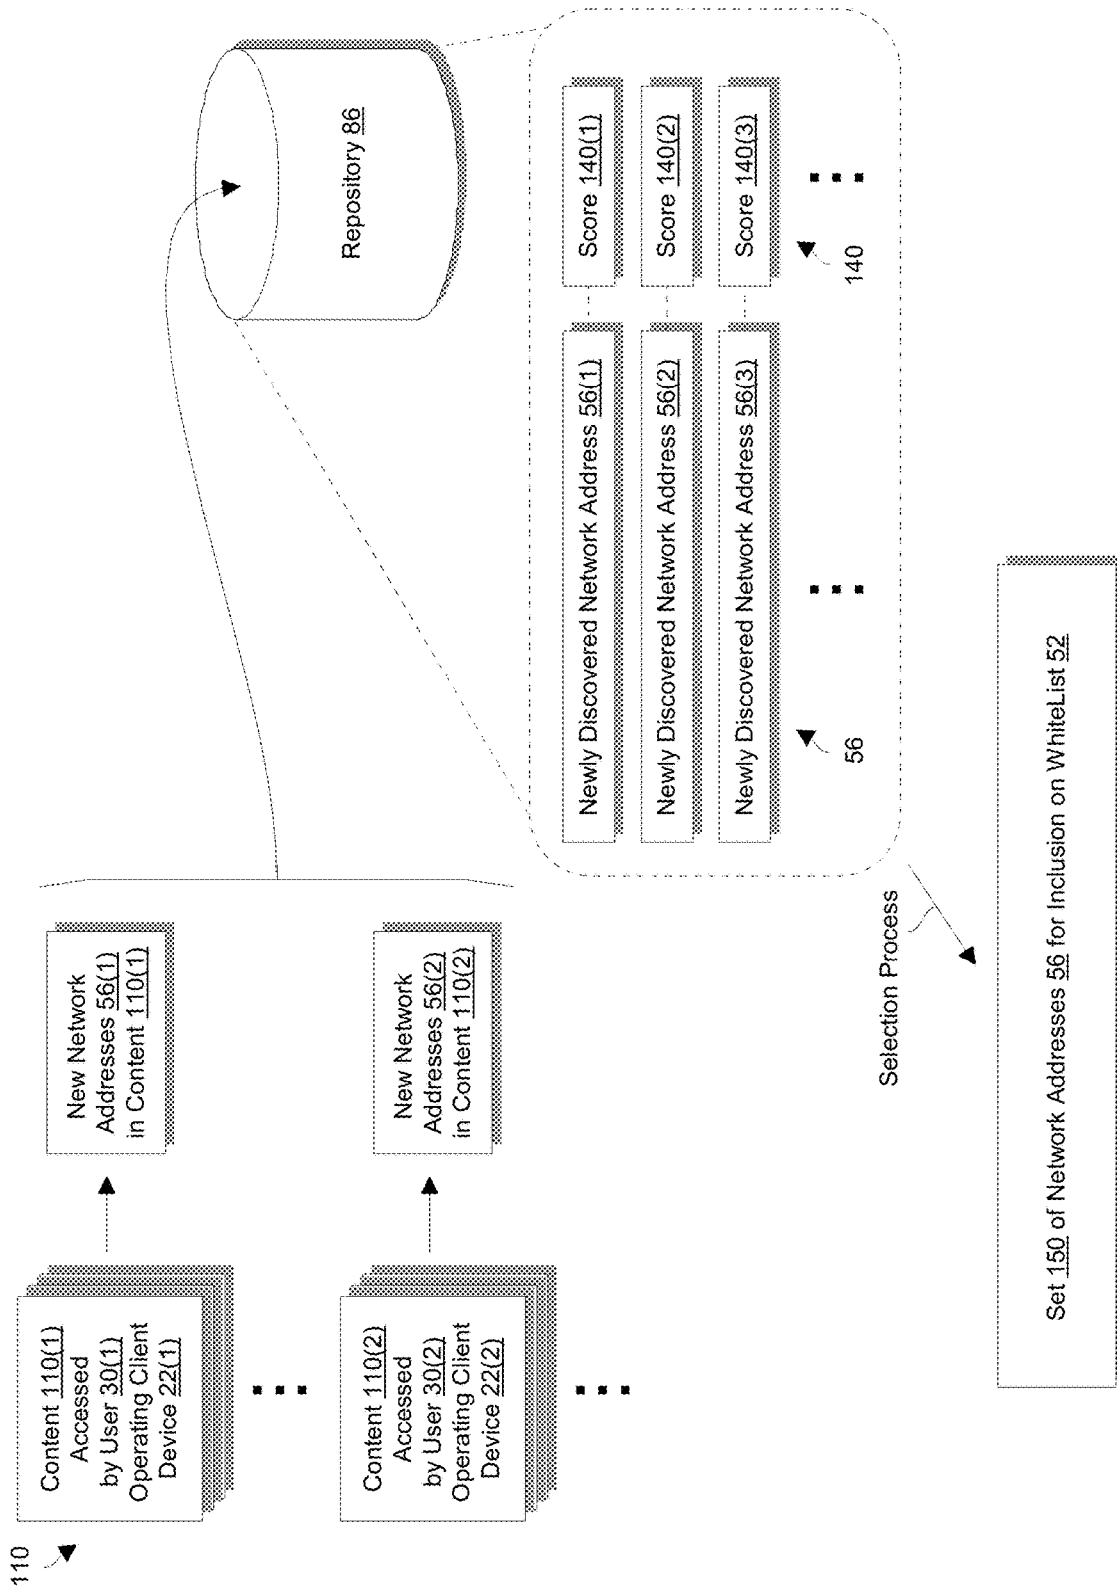 110
Content 110(1)
Accessed
by User 30(1)
Operating Client
Device 22(1)
New Network
Addresses 56(1)
in Content 110(1)
Content 110(2)
Accessed
by User 30(2)
Operating Client
Device 22(2)
New Network
Addresses 56(2)
in Content 110(2)
Repository 86
Newly Discovered Network Address 56(1)
Score 140(1)
Newly Discovered Network Address 56(2)
Score 140(2)
Newly Discovered Network Address 56(3)
Score 140(3)
56
140
Selection Process
Set 150 of Network Addresses 56 for Inclusion on WhiteList 52